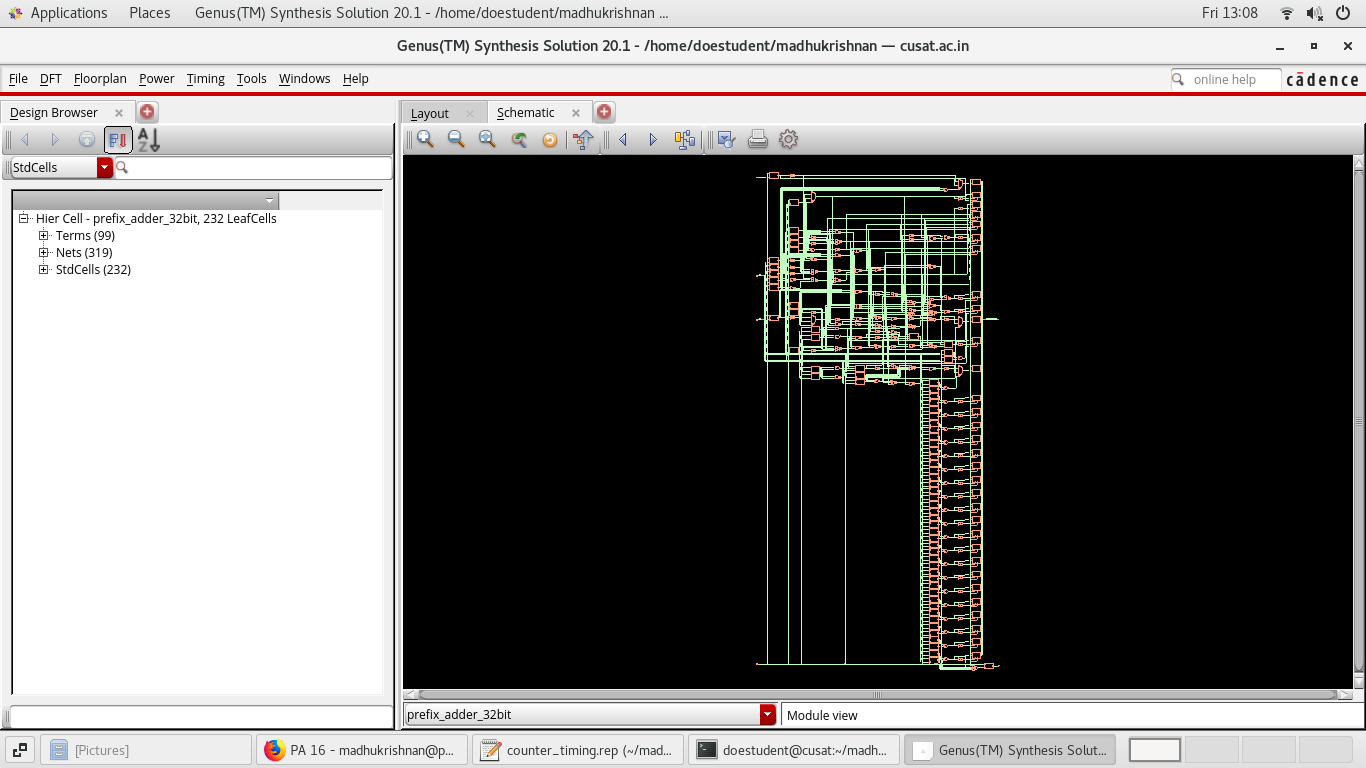 Applications Places Genus(TM) Synthesis Solution 20.1 - /home/doestudent/madhukrishnan ... Fri 13:08
Genus(TM) Synthesis Solution 20.1 - /home/doestudent/madhukrishnan — cusat.ac.in
File DFT Floorplan Power Timing Tools Windows Help online help cādence
Design Browser
Layout Schematic
A
Z
StdCells
Hier Cell - prefix_adder_32bit, 232 LeafCells
Terms (99)
Nets (319)
StdCells (232)
prefix_adder_32bit Module view
[Pictures] PA 16 - madhukrishnan@p... counter_timing.rep (~/mad... doestudent@cusat:~/madh... Genus(TM) Synthesis Solut...